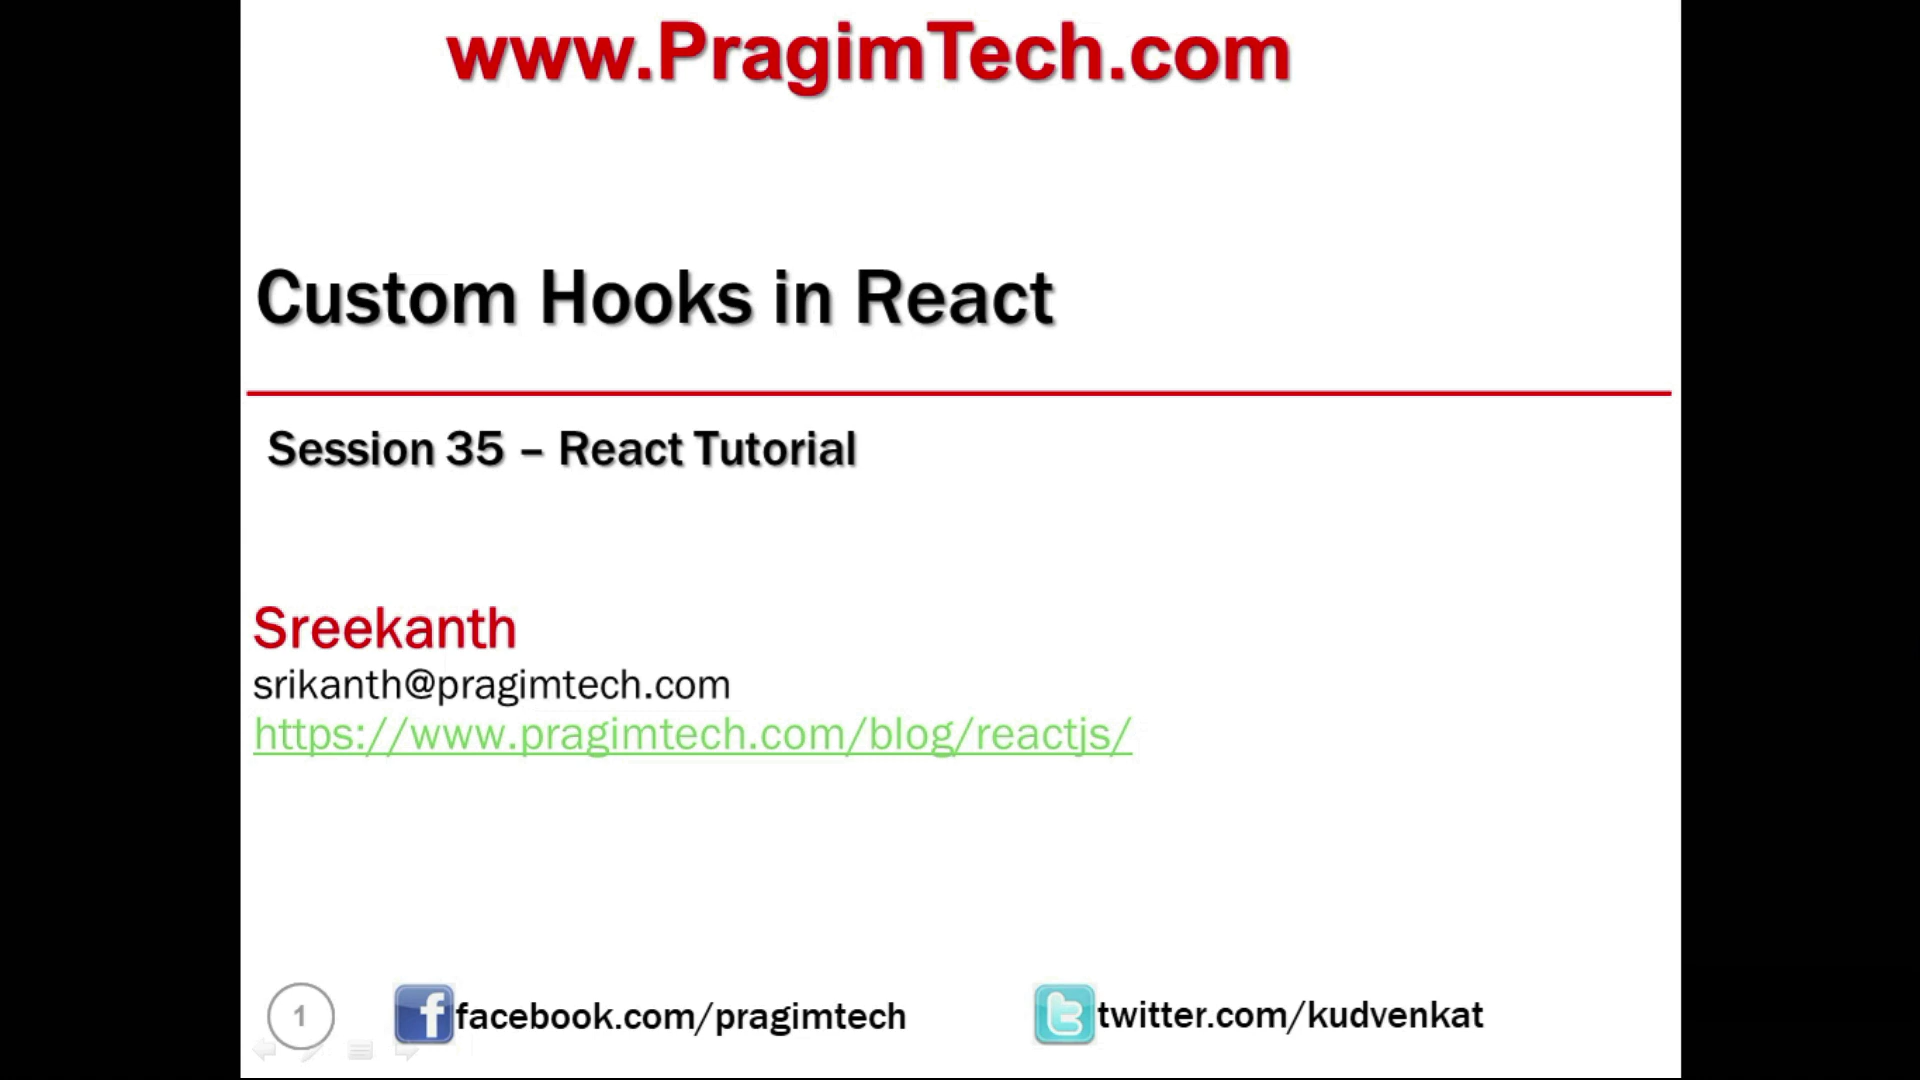 www.PragimTech.com
Custom Hooks in React
Session 35 – React Tutorial
Sreekanth
srikanth@pragimtech.com
https://www.pragimtech.com/blog/reactjs/
1
facebook.com/pragimtech
twitter.com/kudvenkat